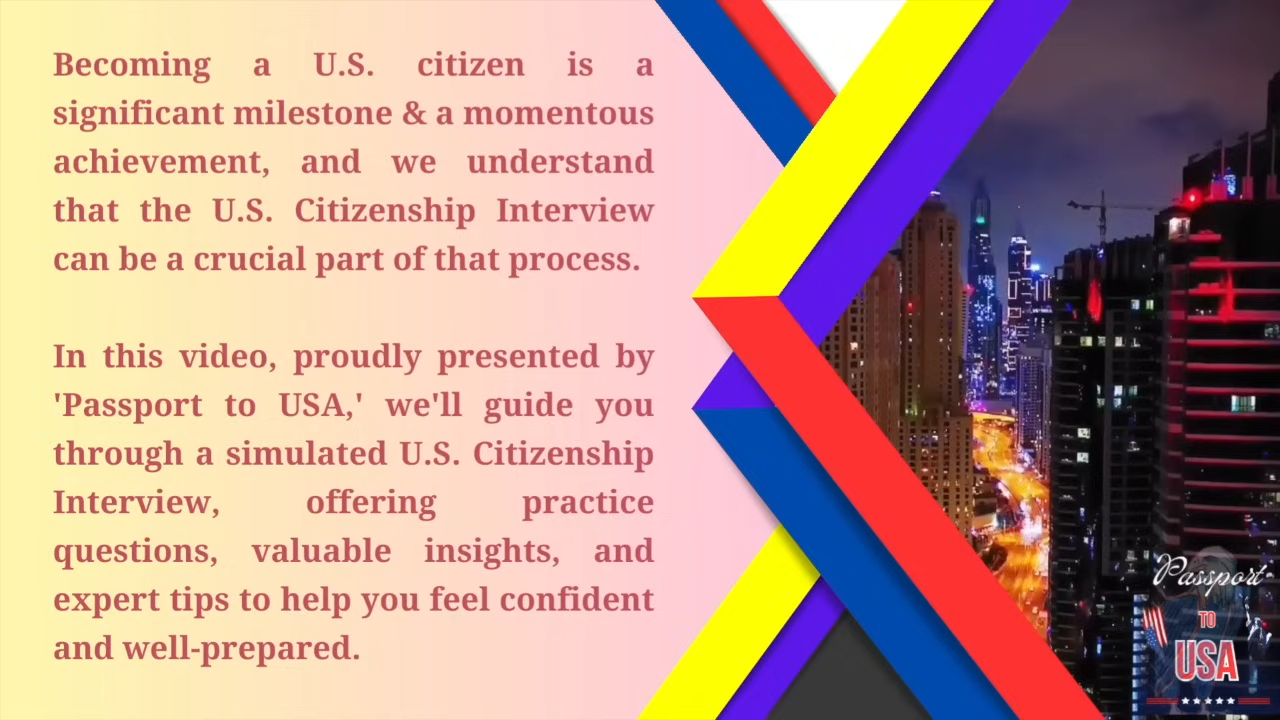 Becoming a U.S. citizen is a
significant milestone & a momentous
achievement, and we understand
that the U.S. Citizenship Interview
can be a crucial part of that process.
In this video, proudly presented by
'Passport to USA,' we'll guide you
through a simulated U.S. Citizenship
Interview, offering practice
questions, valuable insights, and
expert tips to help you feel confident
and well-prepared.
Passport
TO
USA